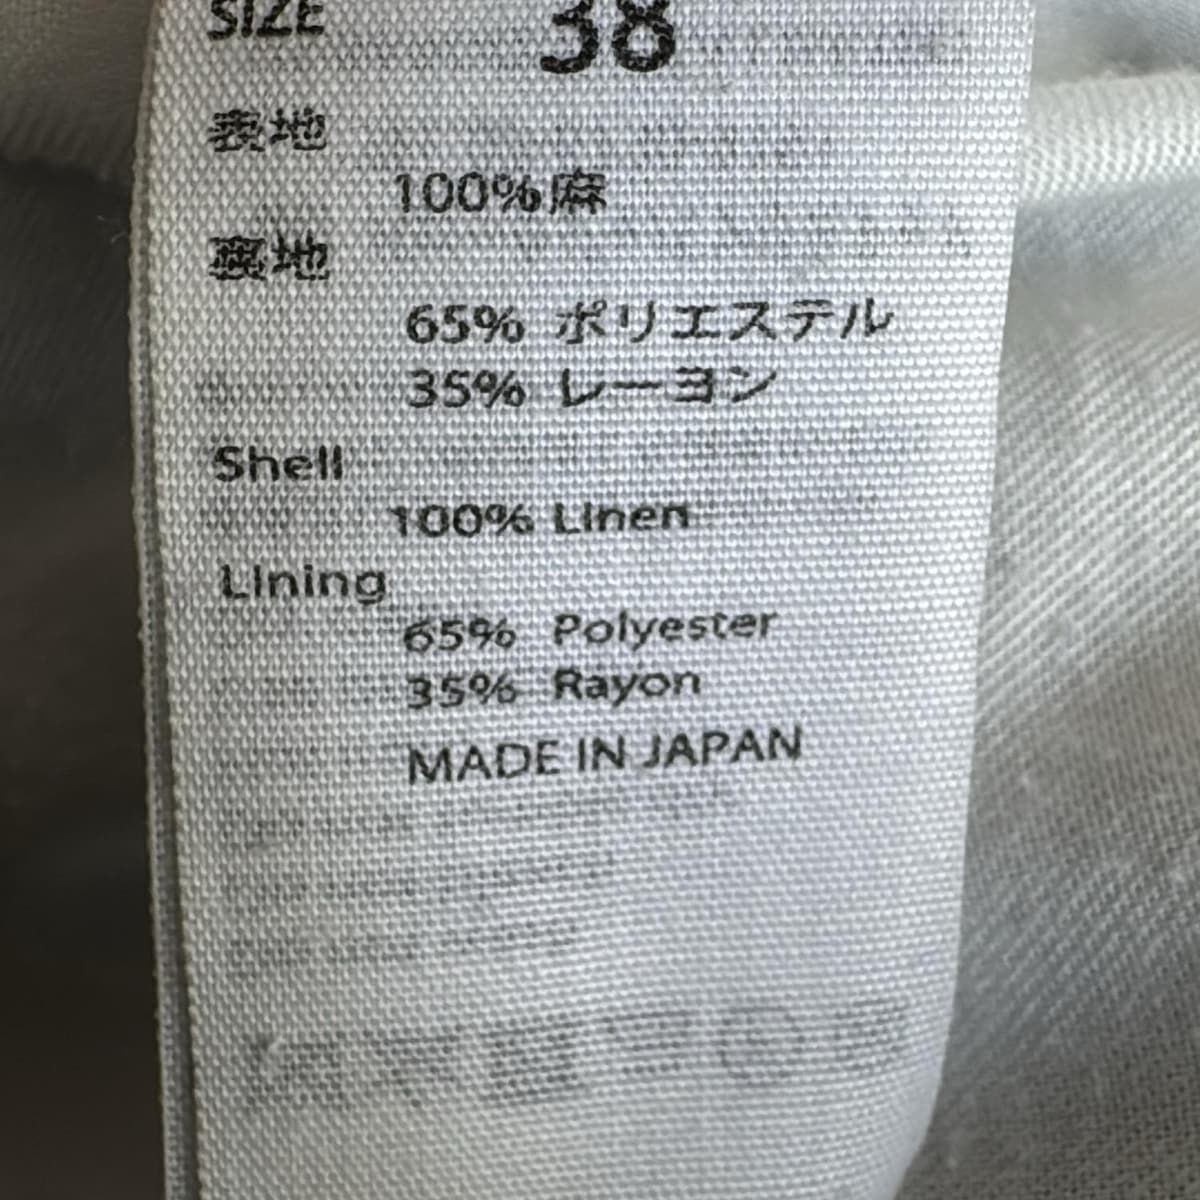 SIZE 38
表地
100%麻
裏地
65% ポリエステル
35% レーヨン
Shell
100% Linen
Lining
65% Polyester
35% Rayon
MADE IN JAPAN